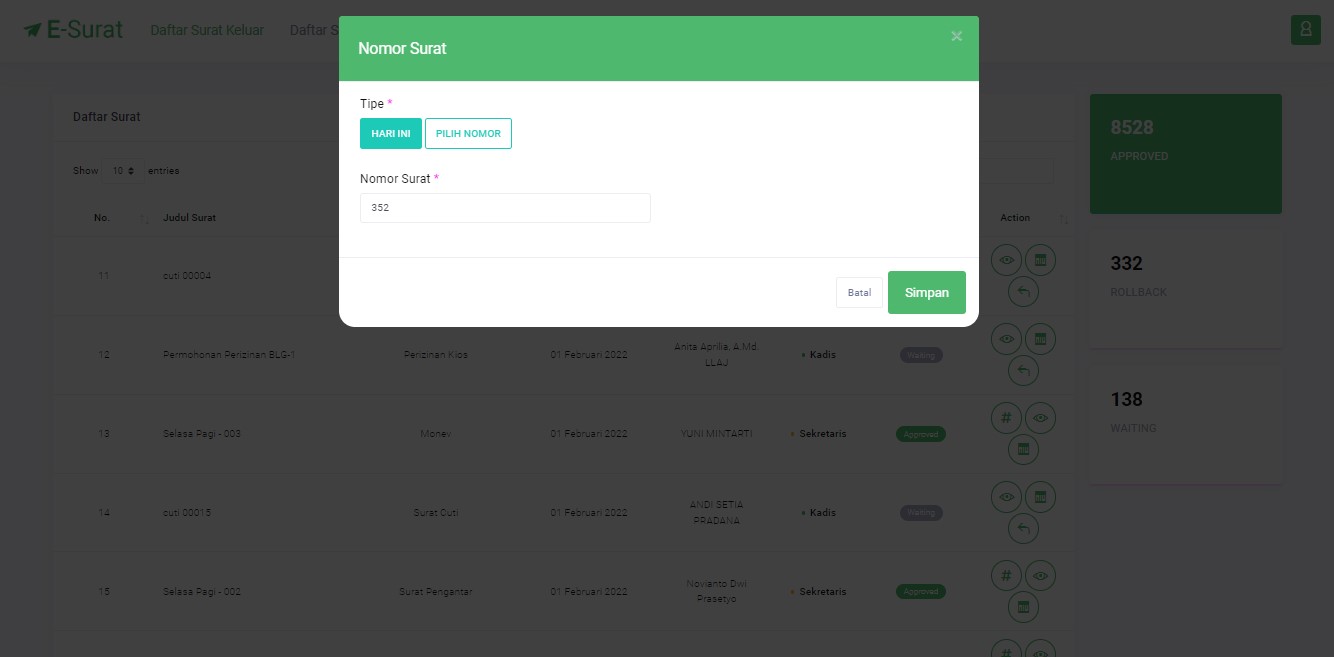 E-Surat
Daftar Surat Keluar
Daftar S
Nomor Surat
×
Tipe *
HARI INI
PILIH NOMOR
Nomor Surat *
352
Batal
Simpan
Daftar Surat
Show 10 entries
No.
Judul Surat
Action
11
cuti 00004
12
Permohonan Perizinan BLG-1
Perizinan Kios
01 Februari 2022
Anita Aprilia, A.Md.
LLAJ
Kadis
Waiting
13
Selasa Pagi - 003
Monev
01 Februari 2022
YUNI MINTARTI
Sekretaris
Approved
14
cuti 00015
Surat Cuti
01 Februari 2022
ANDI SETIA
PRADANA
Kadis
Waiting
15
Selasa Pagi - 002
Surat Pengantar
01 Februari 2022
Novianto Dwi
Prasetyo
Sekretaris
Approved
8528
APPROVED
332
ROLLBACK
138
WAITING